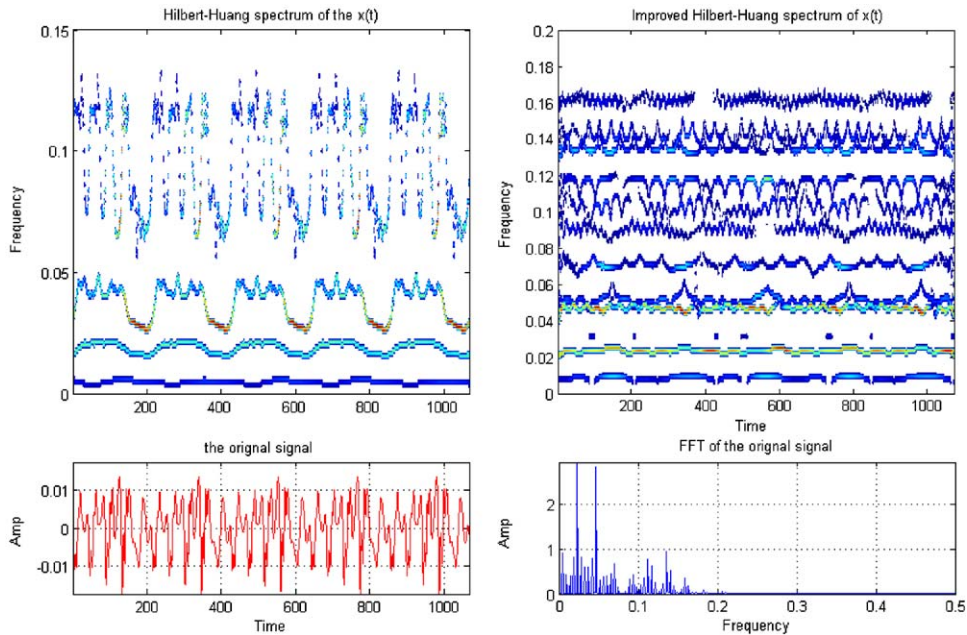 Hilbert-Huang spectrum of the x(t)
0.15
0.1
0.05
0
Frequency
200 400 600 800 1000
Improved Hilbert-Huang spectrum of x(t)
0.2
0.18
0.16
0.14
0.12
0.1
0.08
0.06
0.04
0.02
0
Frequency
200 400 600 800 1000
Time
the orignal signal
0.01
0
-0.01
Amp
200 400 600 800 1000
Time
FFT of the orignal signal
2
1
0
Amp
0 0.1 0.2 0.3 0.4 0.5
Frequency